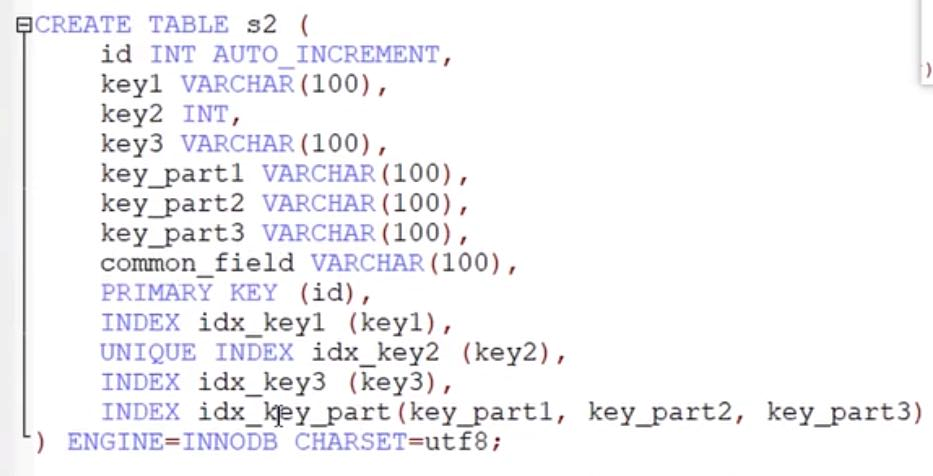 CREATE TABLE s2 (
id INT AUTO_INCREMENT,
key1 VARCHAR(100),
key2 INT,
key3 VARCHAR(100),
key_part1 VARCHAR(100),
key_part2 VARCHAR(100),
key_part3 VARCHAR(100),
common_field VARCHAR(100),
PRIMARY KEY (id),
INDEX idx_key1 (key1),
UNIQUE INDEX idx_key2 (key2),
INDEX idx_key3 (key3),
INDEX idx_key_part(key_part1, key_part2, key_part3)
) ENGINE=INNODB CHARSET=utf8;
)